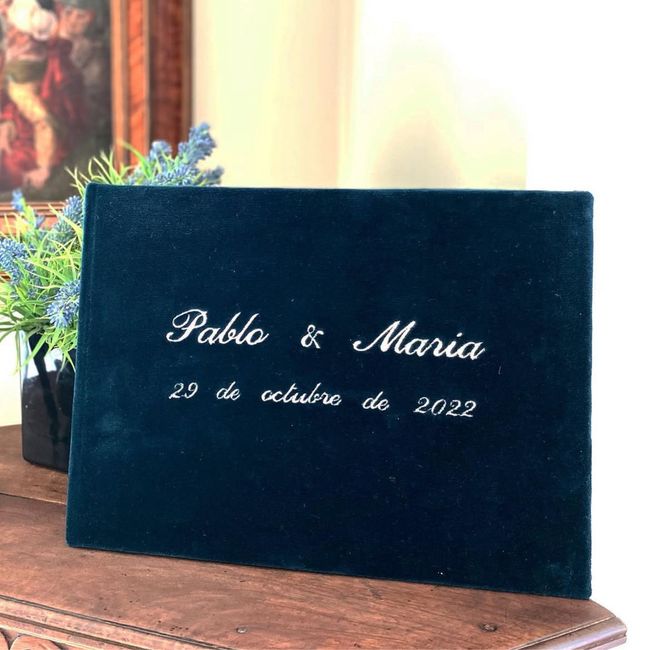 Pablo & Maria
29 de octubre de 2022